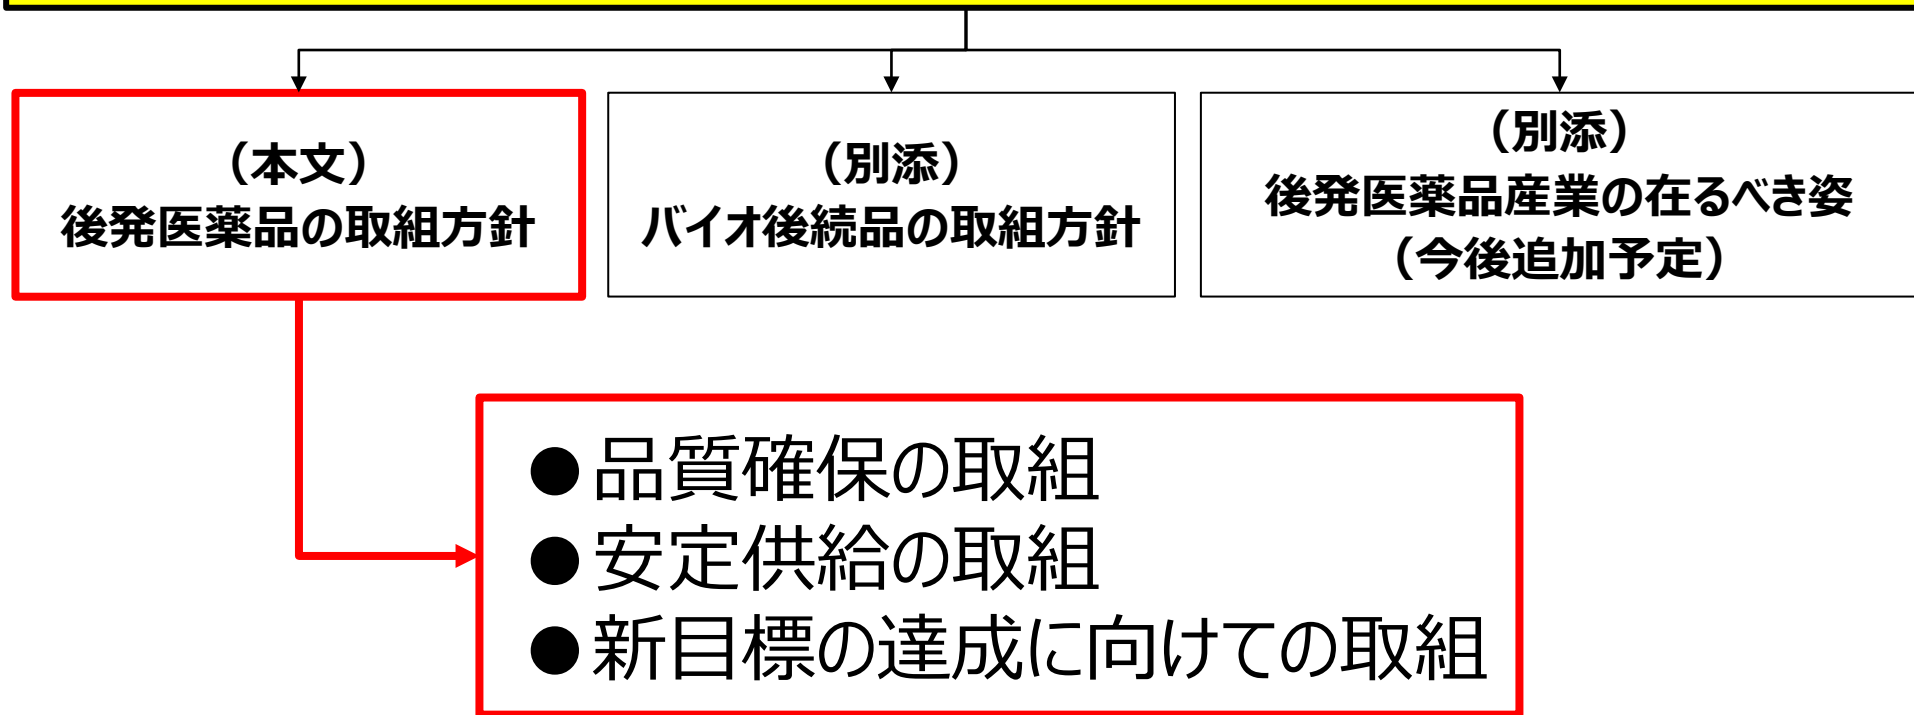 （本文）
後発医薬品の取組方針
（別添）
バイオ後続品の取組方針
（別添）
後発医薬品産業の在るべき姿
（今後追加予定）
●品質確保の取組
●安定供給の取組
●新目標の達成に向けての取組